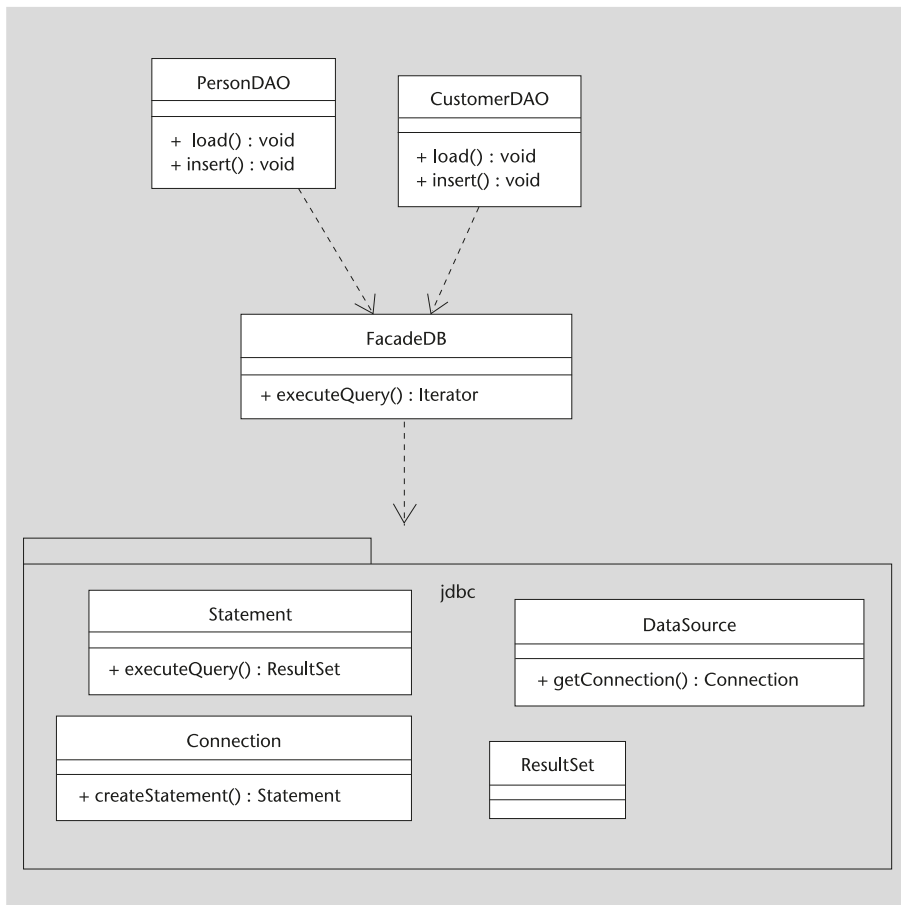 PersonDAO
+ load() : void
+ insert() : void
CustomerDAO
+ load() : void
+ insert() : void
FacadeDB
+ executeQuery() : Iterator
jdbc
Statement
+ executeQuery() : ResultSet
DataSource
+ getConnection() : Connection
Connection
+ createStatement() : Statement
ResultSet